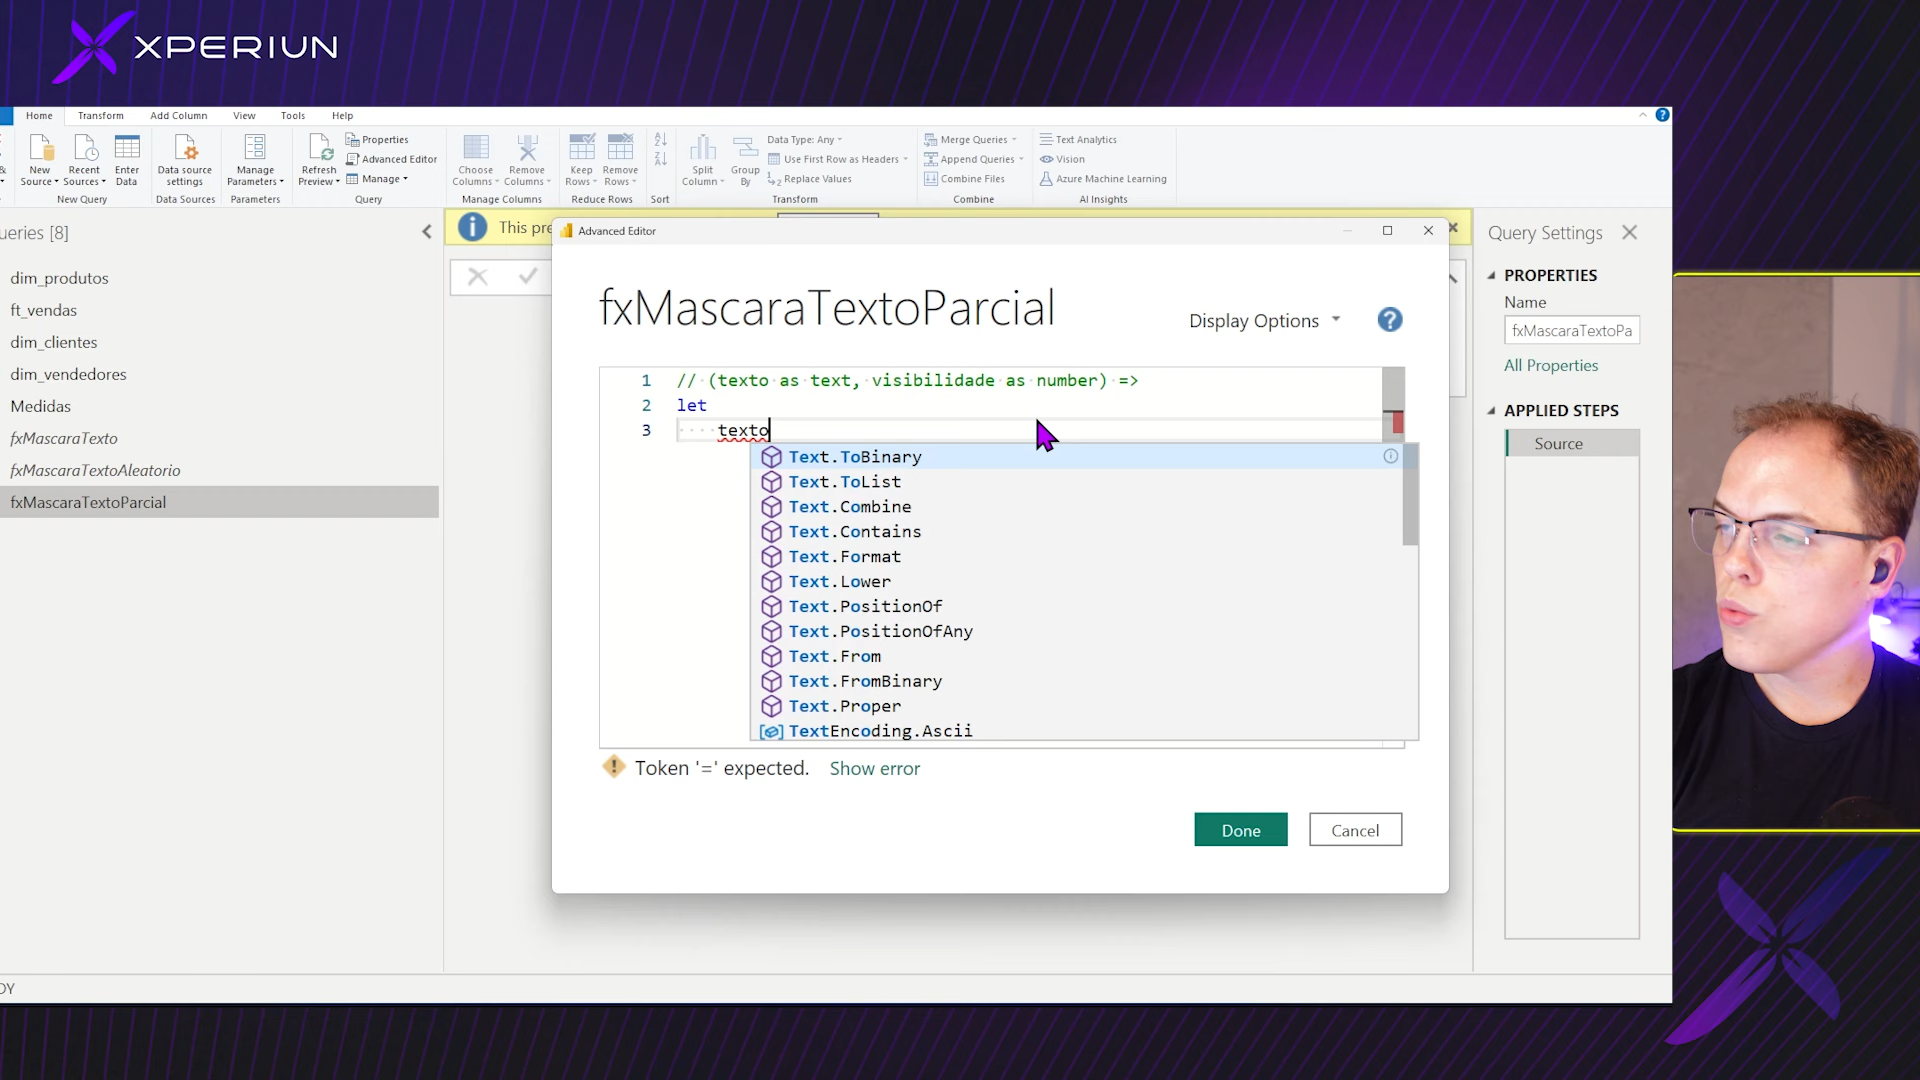 XPERIUN
Home Transform Add Column View Tools Help
New Source
Recent Sources
Enter Data
New Query
Data source settings
Data Sources
Manage Parameters
Parameters
Refresh Preview
Properties
Advanced Editor
Manage
Query
Choose Columns
Remove Columns
Manage Columns
Keep Rows
Remove Rows
Reduce Rows
Sort
Split Column
Group By
Data Type: Any
Use First Row as Headers
Replace Values
Transform
Merge Queries
Append Queries
Combine Files
Combine
Text Analytics
Vision
Azure Machine Learning
AI Insights
ueries [8]
dim_produtos
ft_vendas
dim_clientes
dim_vendedores
Medidas
fxMascaraTexto
fxMascaraTextoAleatorio
fxMascaraTextoParcial
This pre
Advanced Editor
fxMascaraTextoParcial
Display Options
1 // (texto as text, visibilidade as number) =>
2 let
3 texto
Text.ToBinary
Text.ToList
Text.Combine
Text.Contains
Text.Format
Text.Lower
Text.PositionOf
Text.PositionOfAny
Text.From
Text.FromBinary
Text.Proper
TextEncoding.Ascii
Token '=' expected. Show error
Done Cancel
Query Settings
PROPERTIES
Name
fxMascaraTextoPa
All Properties
APPLIED STEPS
Source
DY